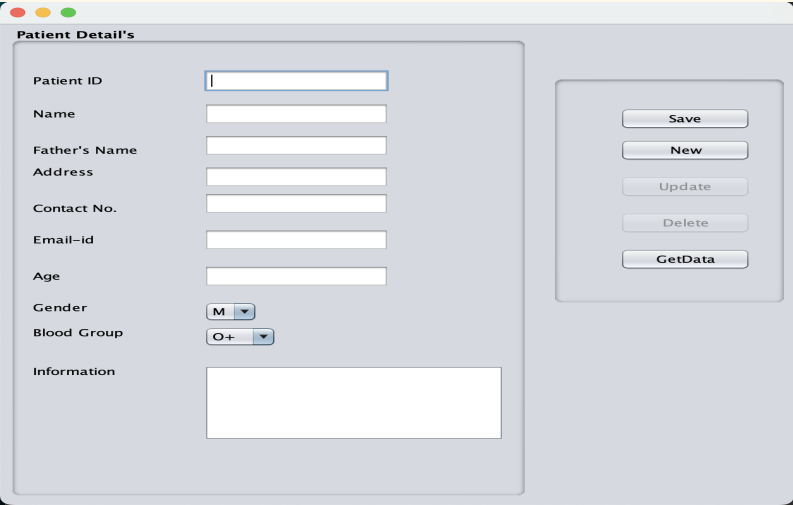 Patient Detail's
Patient ID
Name
Father's Name
Address
Contact No.
Email-id
Age
Gender M
Blood Group O+
Information
Save
New
Update
Delete
GetData